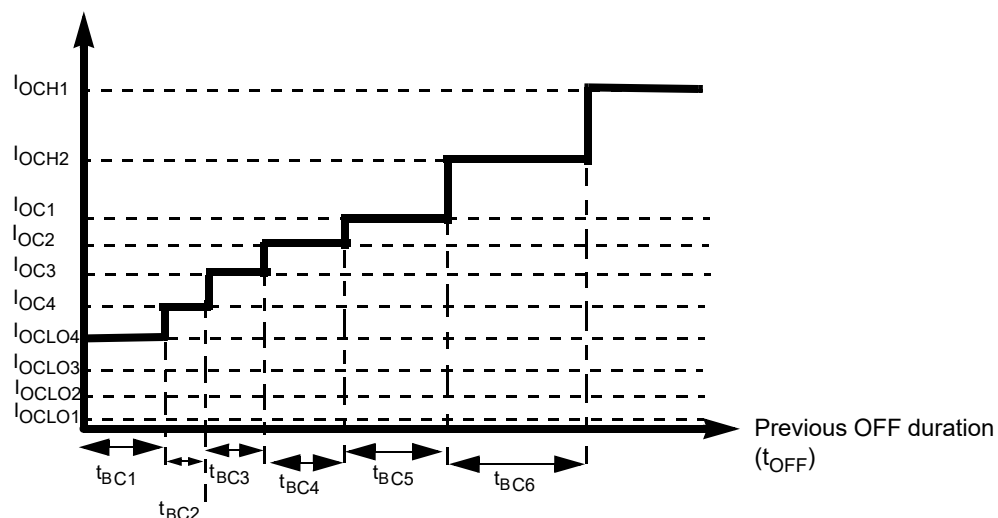 IOCH1
IOCH2
IOC1
IOC2
IOC3
IOC4
IOCLO4
IOCLO3
IOCLO2
IOCLO1
tBC1
tBC2
tBC3
tBC4
tBC5
tBC6
Previous OFF duration
(tOFF)